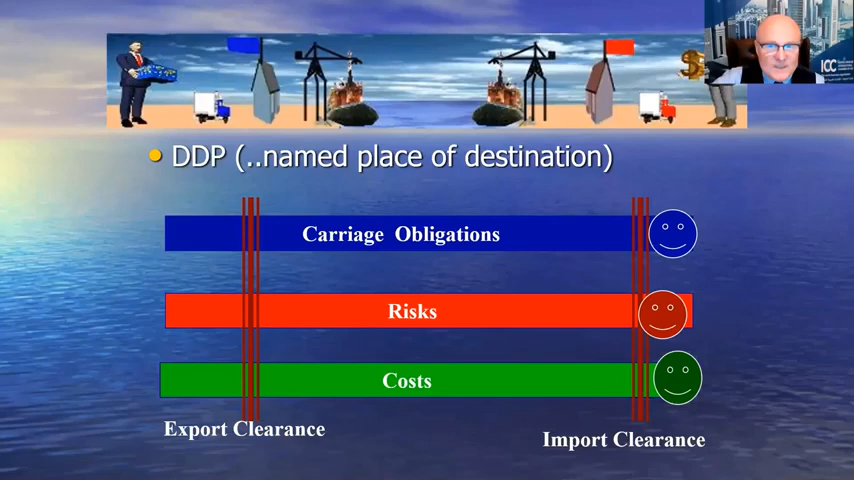 ICC
DDP (..named place of destination)
Carriage Obligations
Risks
Costs
Export Clearance
Import Clearance